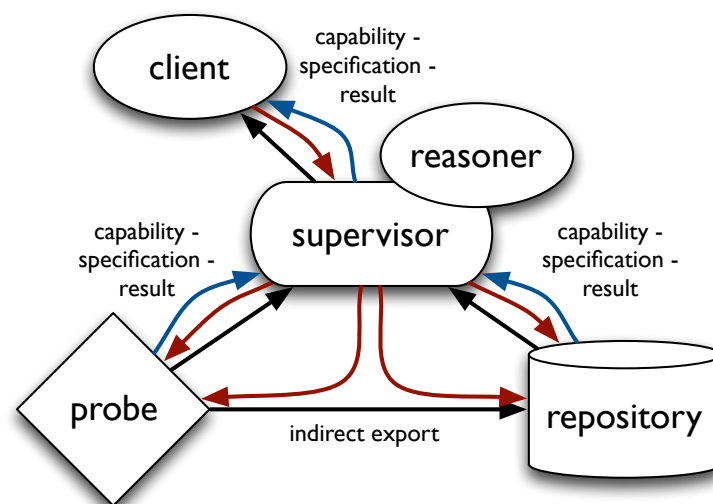 client
capability -
specification -
result
reasoner
supervisor
capability -
specification -
result
capability -
specification -
result
probe
repository
indirect export